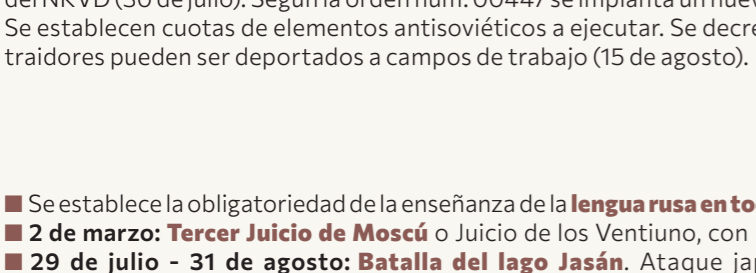 del NKVD (30 de julio). Según la orden núm. 00447 se implanta un nuev
Se establecen cuotas de elementos antisoviéticos a ejecutar. Se decre
traidores pueden ser deportados a campos de trabajo (15 de agosto).
■ Se establece la obligatoriedad de la enseñanza de la lengua rusa en to
■ 2 de marzo: Tercer Juicio de Moscú o Juicio de los Ventiuno, con
■ 29 de julio - 31 de agosto: Batalla del lago Jasán. Ataque ja